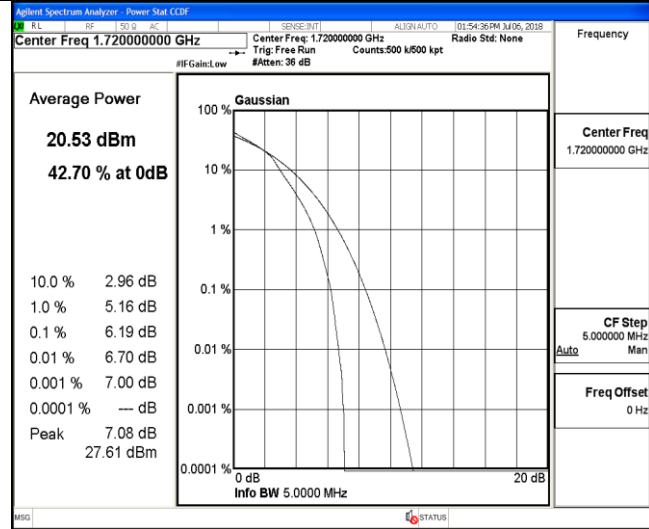 Agilent Spectrum Analyzer - Power Stat CCDF
RL RF 50 Ω AC SENSE:INT ALIGN AUTO 01:54:36 PM Jul 06, 2018
Center Freq 1.720000000 GHz
Center Freq: 1.720000000 GHz Radio Std: None
Trig: Free Run Counts:500 k/500 kpt
#IFGain:Low #Atten: 36 dB
Frequency
Average Power
20.53 dBm
42.70 % at 0dB
10.0 % 2.96 dB
1.0 % 5.16 dB
0.1 % 6.19 dB
0.01 % 6.70 dB
0.001 % 7.00 dB
0.0001 % --- dB
Peak 7.08 dB
27.61 dBm
Gaussian
100 %
10 %
1 %
0.1 %
0.01 %
0.001 %
0.0001 %
0 dB 20 dB
Info BW 5.0000 MHz
Center Freq
1.720000000 GHz
CF Step
5.000000 MHz
Auto Man
Freq Offset
0 Hz
MSG STATUS